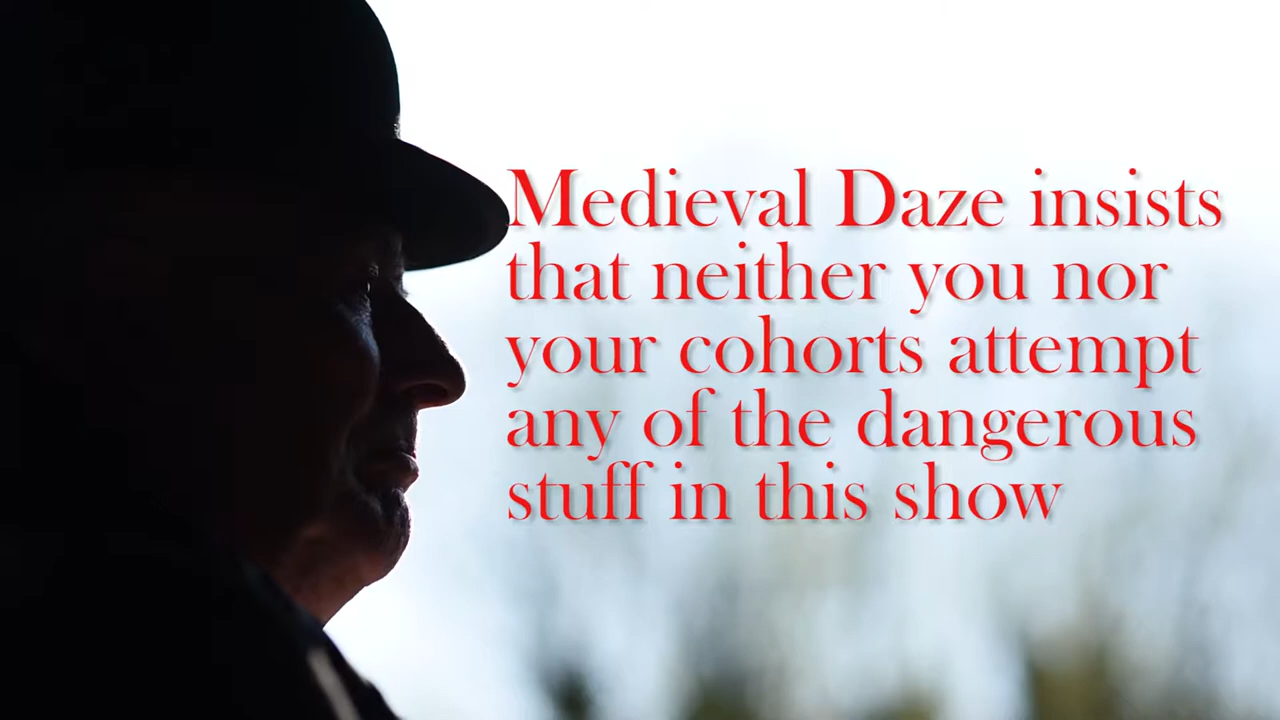 Medieval Daze insists
that neither you nor
your cohorts attempt
any of the dangerous
stuff in this show